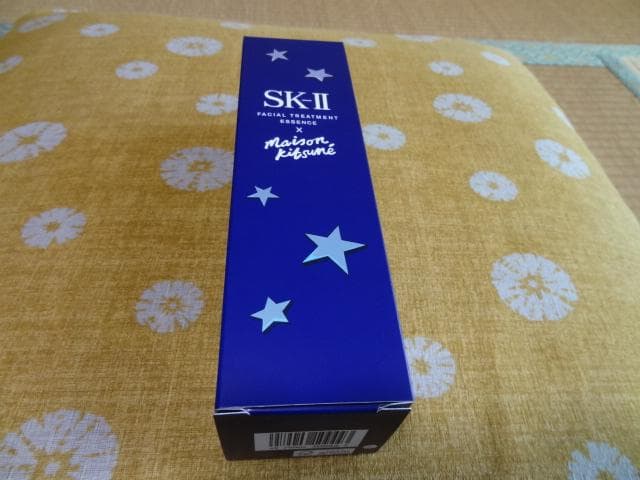 SK-II
FACIAL TREATMENT
ESSENCE
×
maison
kitsuné